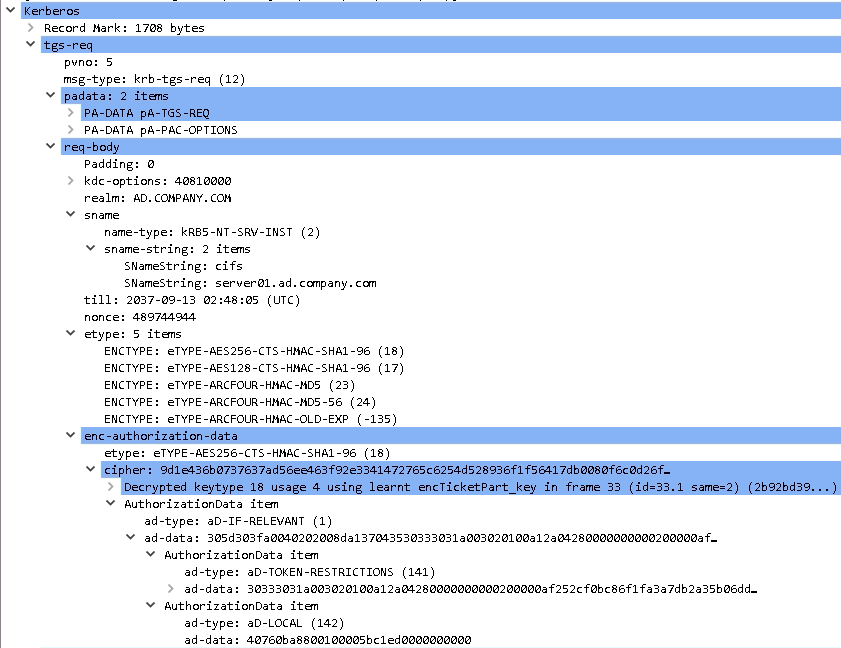 Kerberos
Record Mark: 1708 bytes
tgs-req
pvno: 5
msg-type: krb-tgs-req (12)
padata: 2 items
PA-DATA pA-TGS-REQ
PA-DATA pA-PAC-OPTIONS
req-body
Padding: 0
kdc-options: 40810000
realm: AD.COMPANY.COM
sname
name-type: kRB5-NT-SRV-INST (2)
sname-string: 2 items
SNameString: cifs
SNameString: server01.ad.company.com
till: 2037-09-13 02:48:05 (UTC)
nonce: 489744944
etype: 5 items
ENCTYPE: eTYPE-AES256-CTS-HMAC-SHA1-96 (18)
ENCTYPE: eTYPE-AES128-CTS-HMAC-SHA1-96 (17)
ENCTYPE: eTYPE-ARCFOUR-HMAC-MD5 (23)
ENCTYPE: eTYPE-ARCFOUR-HMAC-MD5-56 (24)
ENCTYPE: eTYPE-ARCFOUR-HMAC-OLD-EXP (-135)
enc-authorization-data
etype: eTYPE-AES256-CTS-HMAC-SHA1-96 (18)
cipher: 9d1e436b0737637ad56ee463f92e3341472765c6254d528936f1f56417db0080f6c0d26f…
Decrypted keytype 18 usage 4 using learnt encTicketPart_key in frame 33 (id=33.1 same=2) (2b92bd39...)
AuthorizationData item
ad-type: aD-IF-RELEVANT (1)
ad-data: 305d303fa0040202008da137043530333031a003020100a12a04280000000000200000af…
AuthorizationData item
ad-type: aD-TOKEN-RESTRICTIONS (141)
ad-data: 30333031a003020100a12a04280000000000200000af252cf0bc86f1fa3a7db2a35b06dd…
AuthorizationData item
ad-type: aD-LOCAL (142)
ad-data: 40760ba8800100005bc1ed0000000000